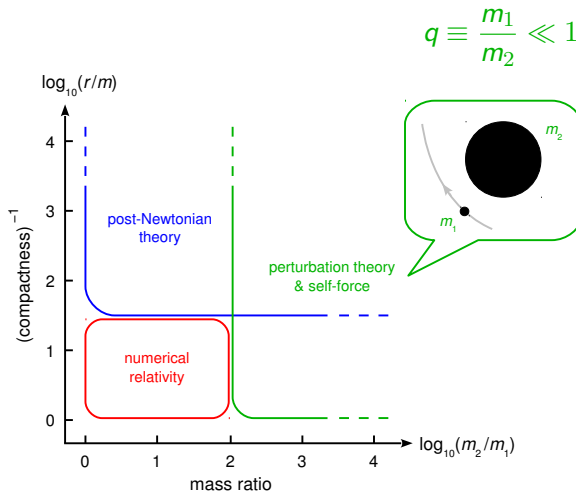 q ≡ m₁/m₂ ≪ 1
log₁₀(r/m)
4
3
2
1
0
(compactness)⁻¹
post-Newtonian
theory
perturbation theory
& self-force
numerical
relativity
m₂
m₁
0 1 2 3 4
log₁₀(m₂/m₁)
mass ratio